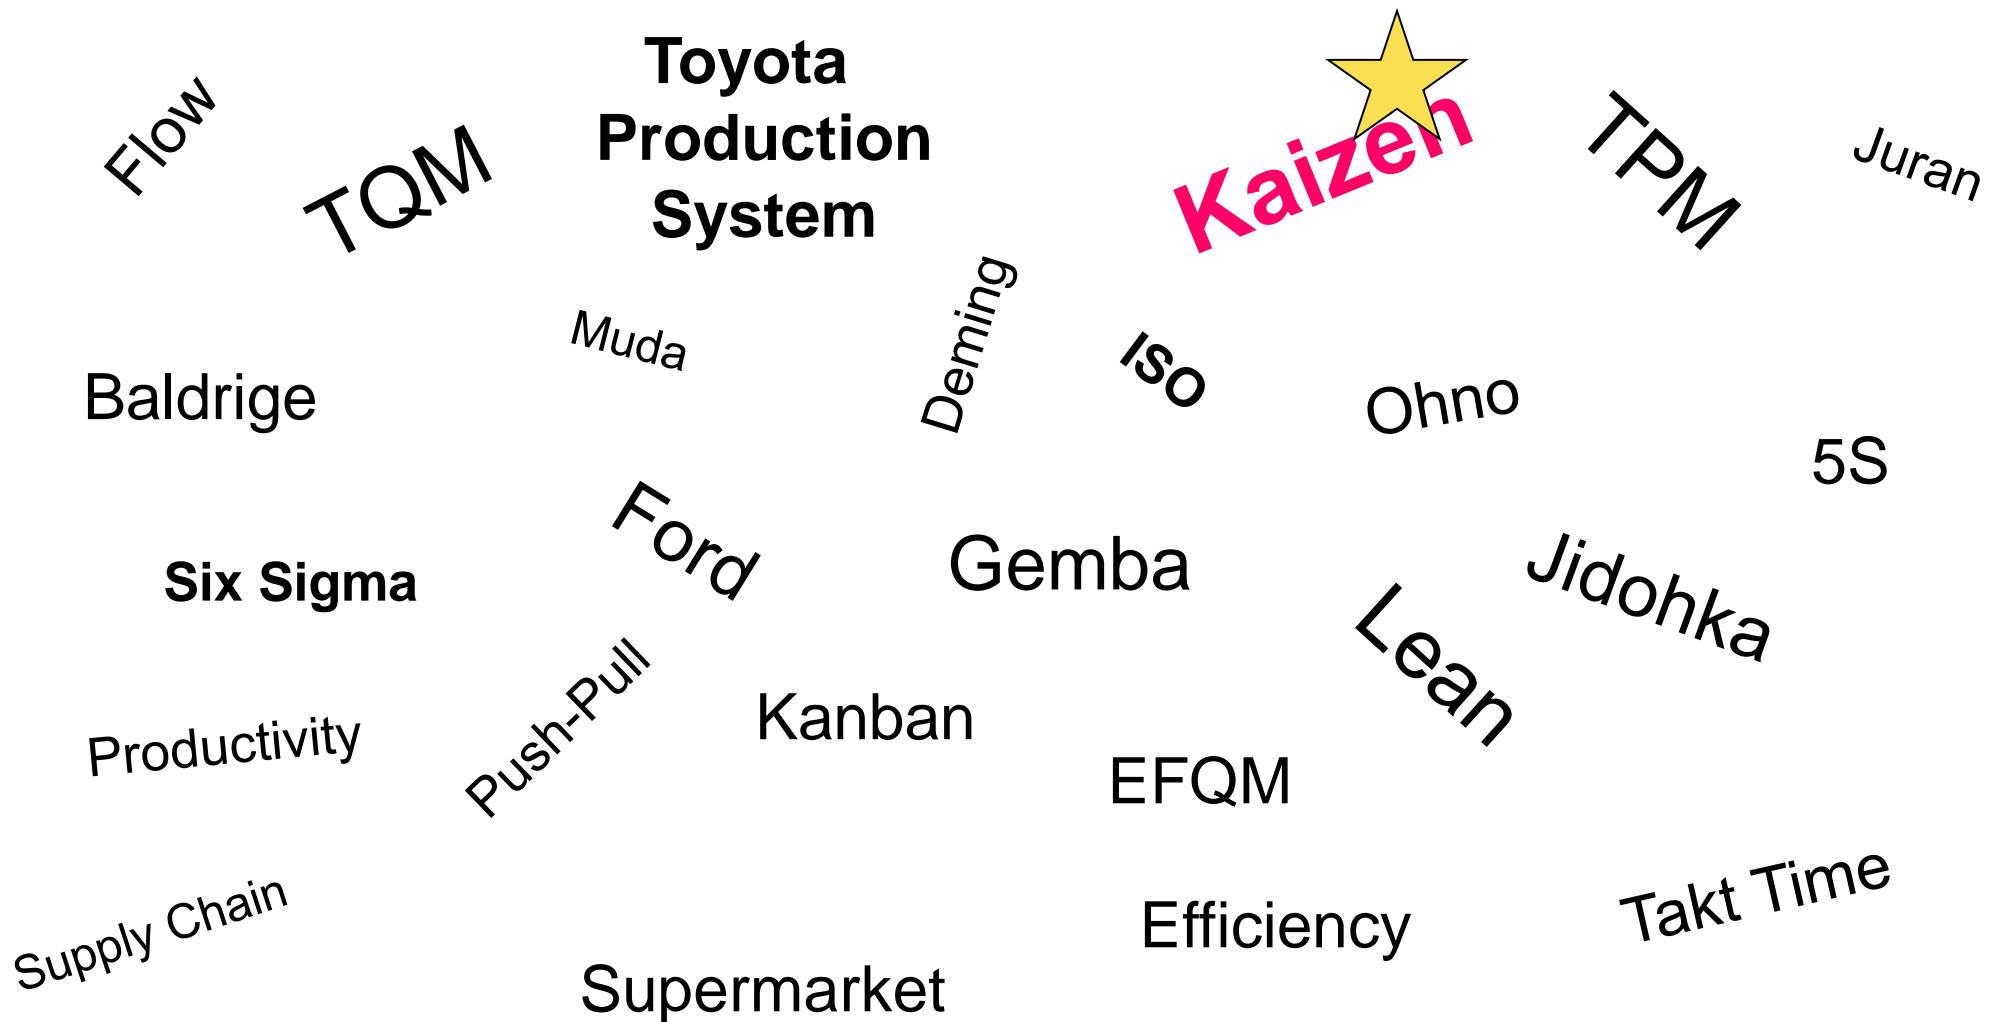 Flow
TQM
Toyota
Production
System
Kaizen
TPM
Juran
Baldrige
Muda
Deming
ISO
Ohno
5S
Six Sigma
Ford
Gemba
Jidohka
Lean
Productivity
Push-Pull
Kanban
EFQM
Supply Chain
Supermarket
Efficiency
Takt Time